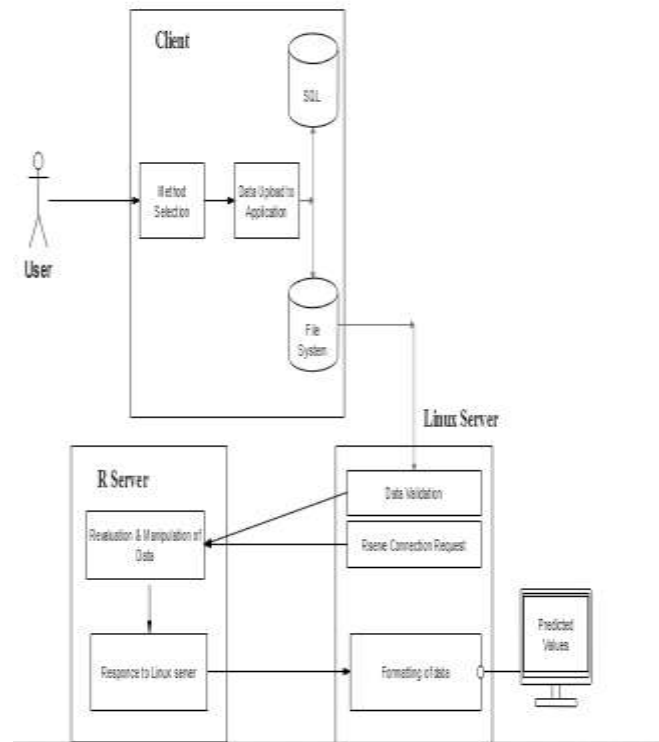 Client
SQL
Method
Selection
Data Upload to
Application
User
File
System
Linux Server
R Server
Data Validation
Revaluation & Manipulation of
Data
Rserve Connection Request
Predicted
Values
Responce to Linux server
Formatting of data